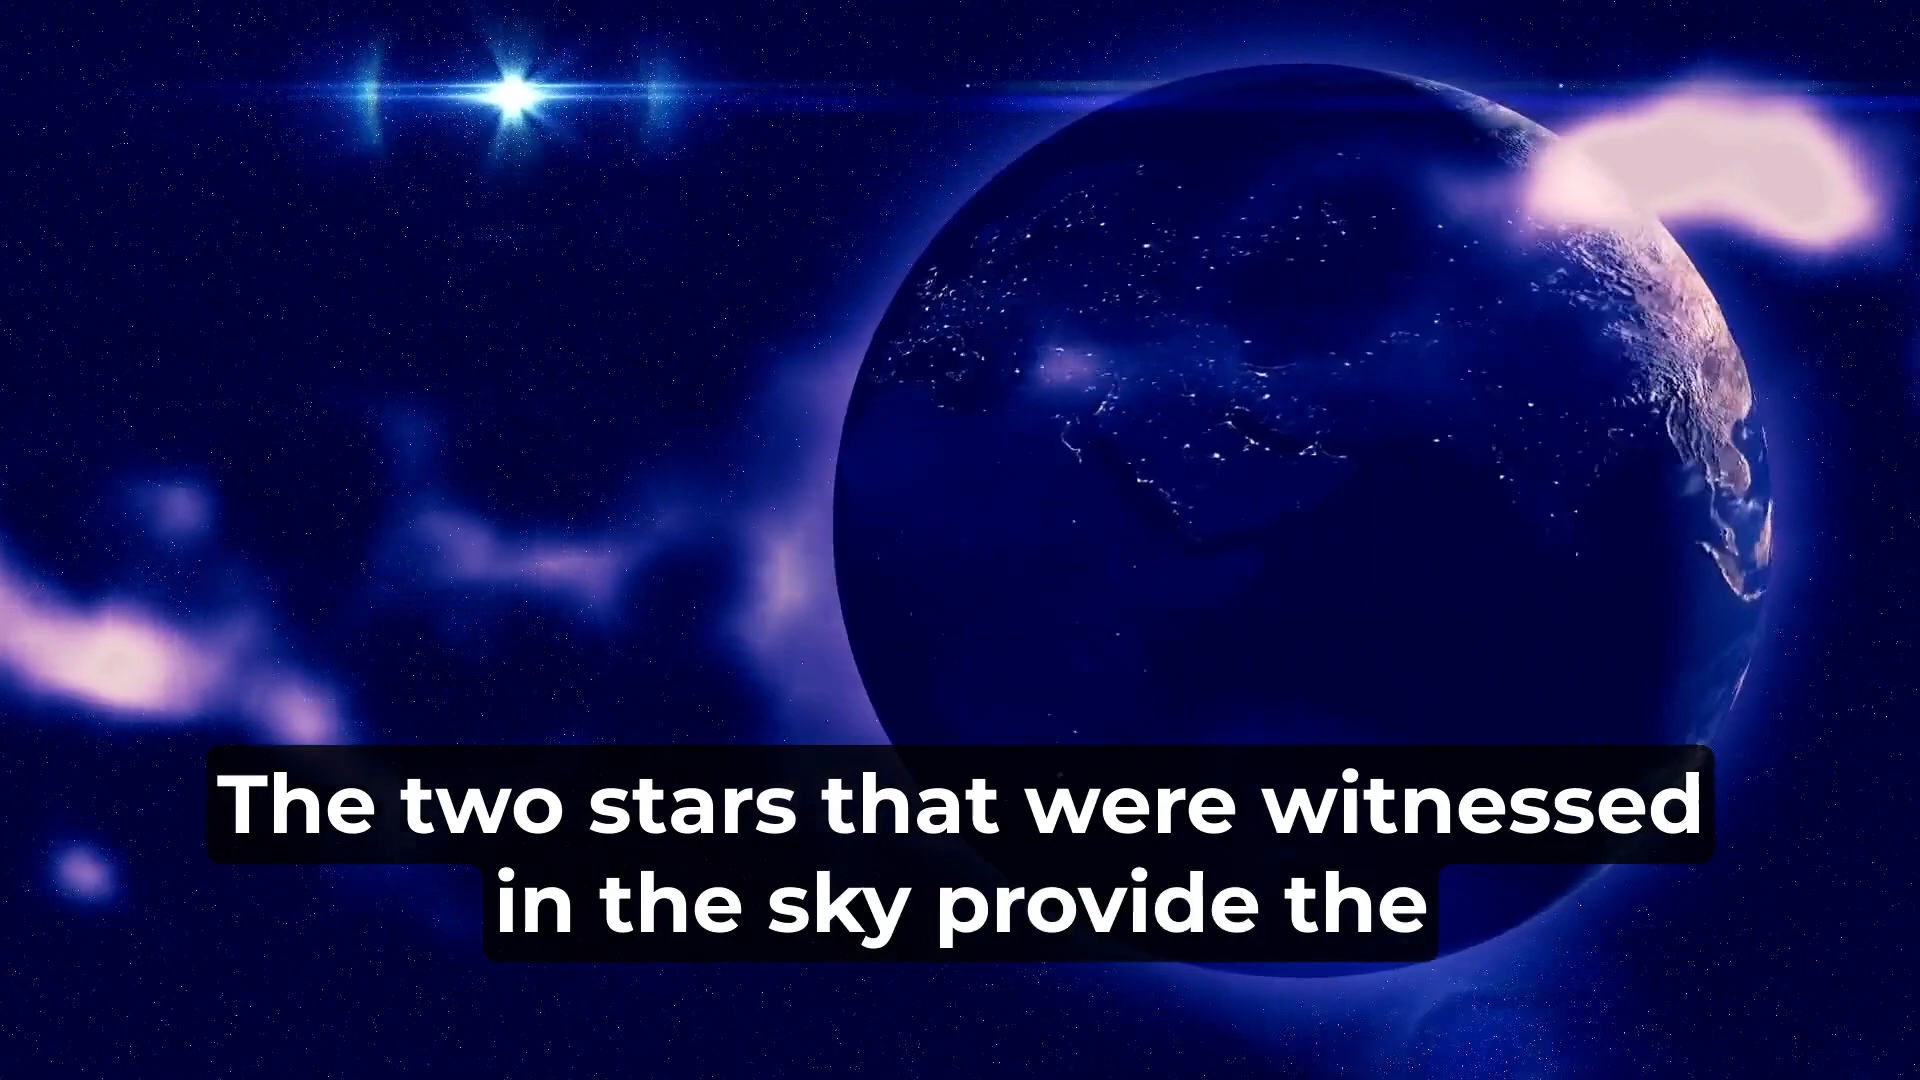 The two stars that were witnessed
in the sky provide the